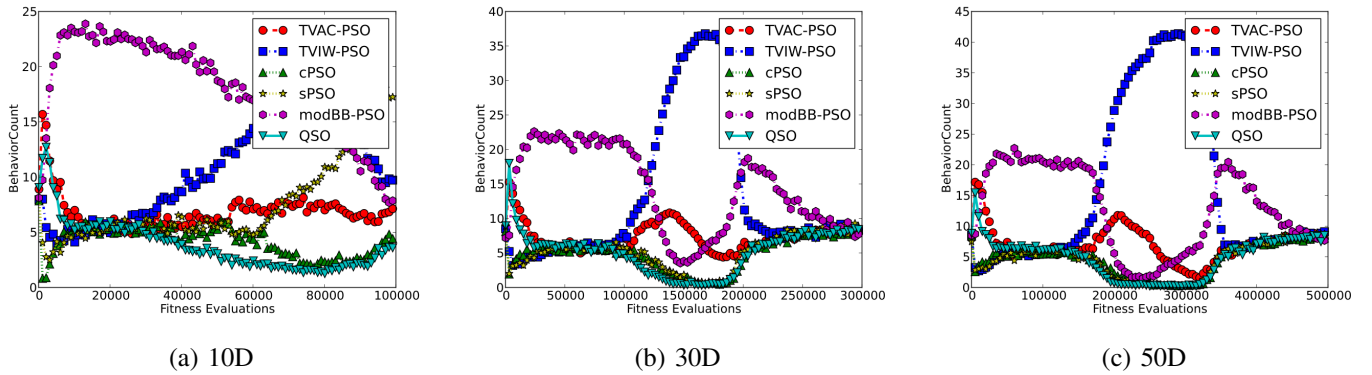 25
20
15
10
5
0
BehaviorCount
0 20000 40000 60000 80000 100000
Fitness Evaluations
TVAC-PSO
TVIW-PSO
cPSO
sPSO
modBB-PSO
QSO
(a) 10D
40
35
30
25
20
15
10
5
0
BehaviorCount
0 50000 100000 150000 200000 250000 300000
Fitness Evaluations
TVAC-PSO
TVIW-PSO
cPSO
sPSO
modBB-PSO
QSO
(b) 30D
45
40
35
30
25
20
15
10
5
0
BehaviorCount
0 100000 200000 300000 400000 500000
Fitness Evaluations
TVAC-PSO
TVIW-PSO
cPSO
sPSO
modBB-PSO
QSO
(c) 50D